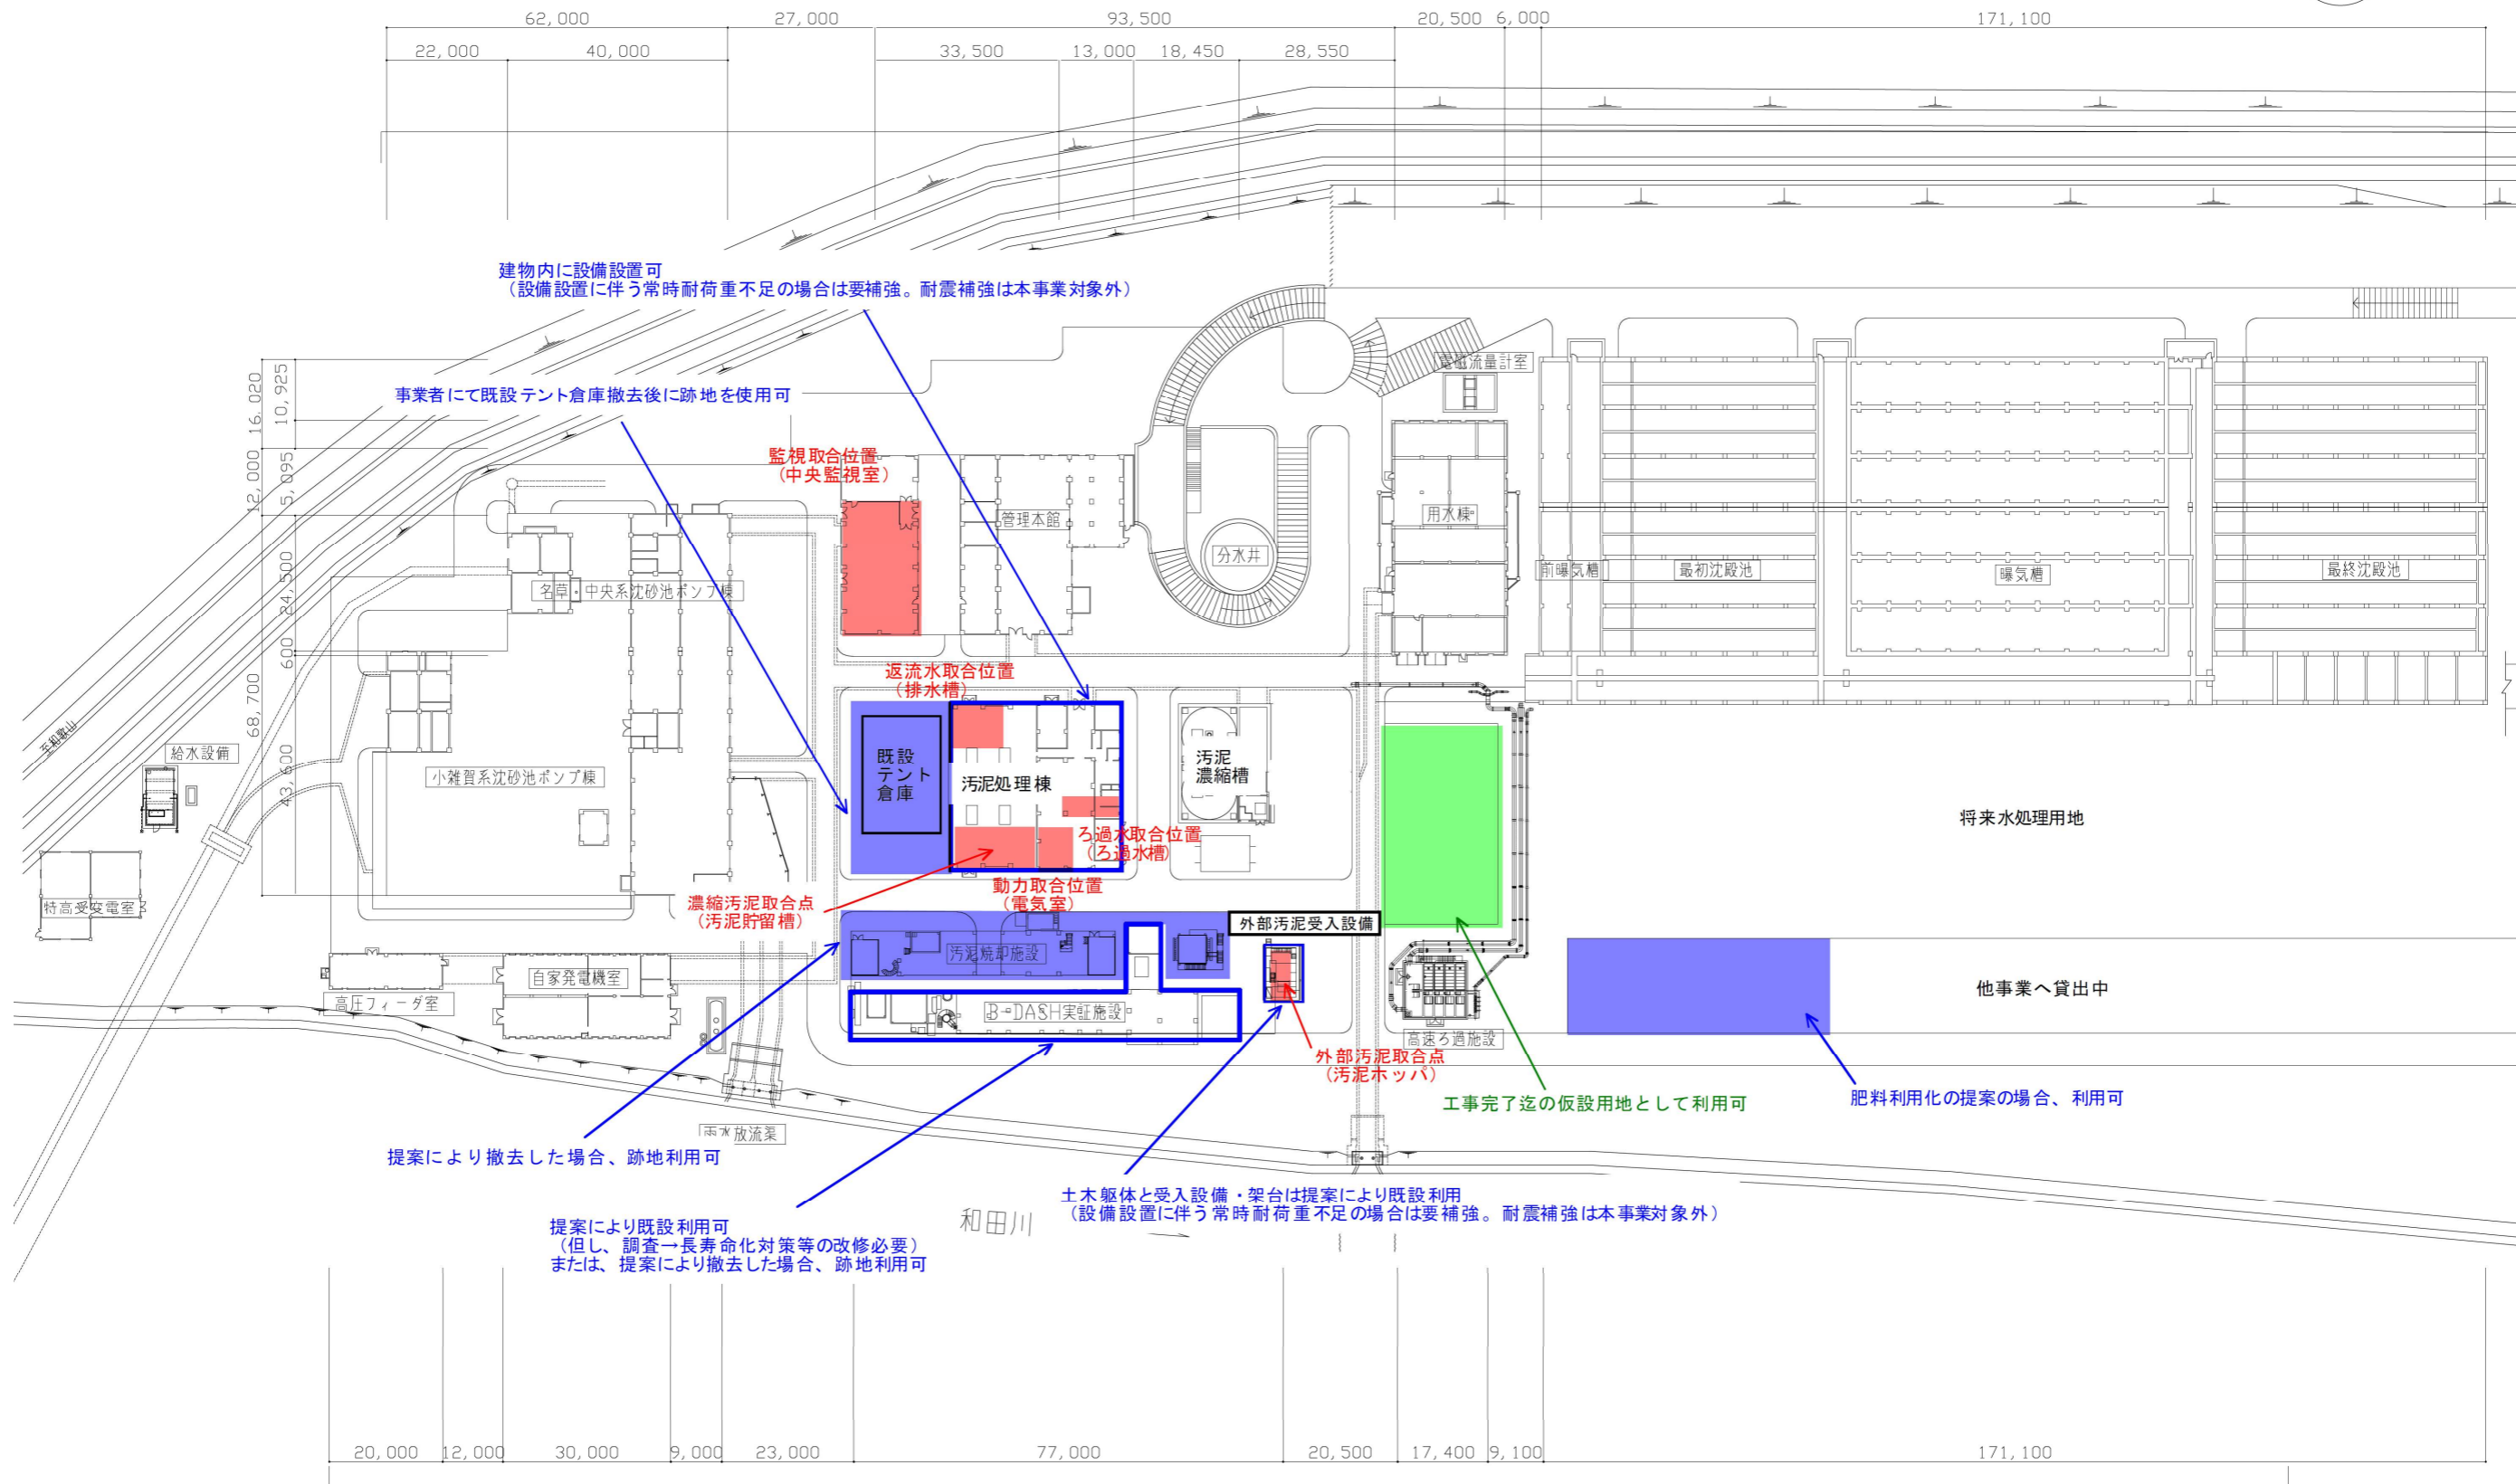 62,000
27,000
93,500
20,500
6,000
171,100
22,000
40,000
33,500
13,000
18,450
28,550
建物内に設備設置可
(設備設置に伴う常時耐荷重不足の場合は要補強。耐震補強は本事業対象外)
事業者にて既設テント倉庫撤去後に跡地を使用可
16,020
10,925
12,000
5,095
24,500
600
68,700
43,600
電磁流量計室
監視取合位置
(中央監視室)
管理本館
用水棟
分水井
前曝気槽
最初沈殿池
曝気槽
最終沈殿池
名草・中央系沈砂池ポンプ棟
返流水取合位置
(排水槽)
給水設備
小雑賀系沈砂池ポンプ棟
既設
テント
倉庫
汚泥処理棟
汚泥
濃縮槽
将来水処理用地
ろ過水取合位置
(ろ過水槽)
動力取合位置
(電気室)
濃縮汚泥取合点
(汚泥貯留槽)
特高受変電室
外部汚泥受入設備
汚泥焼却施設
自家発電機室
高圧フィーダ室
B-DASH実証施設
他事業へ貸出中
高速ろ過施設
外部汚泥取合点
(汚泥ホッパ)
工事完了迄の仮設用地として利用可
肥料利用化の提案の場合、利用可
雨水放流渠
提案により撤去した場合、跡地利用可
土木躯体と受入設備・架台は提案により既設利用
(設備設置に伴う常時耐荷重不足の場合は要補強。耐震補強は本事業対象外)
和田川
提案により既設利用可
(但し、調査→長寿命化対策等の改修必要)
または、提案により撤去した場合、跡地利用可
20,000
12,000
30,000
9,000
23,000
77,000
20,500
17,400
9,100
171,100